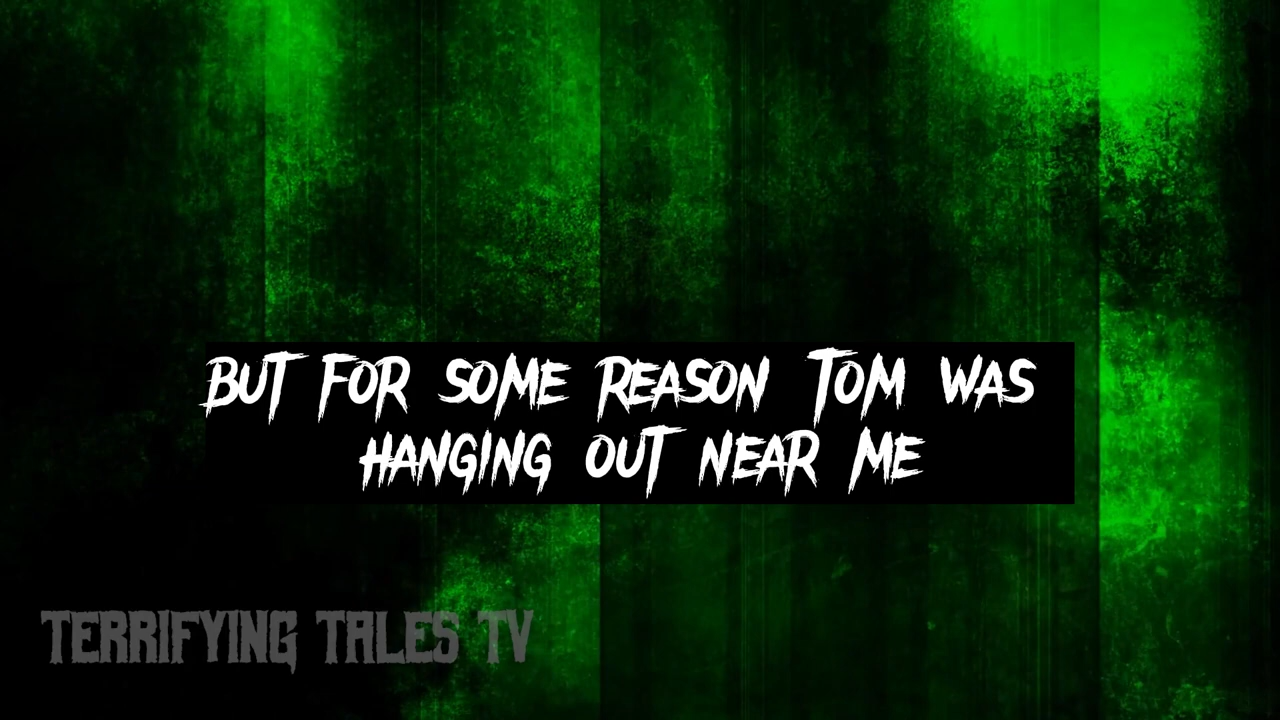 BUT FOR SOME REASON TOM WAS
HANGING OUT NEAR ME
TERRIFYING TALES TV